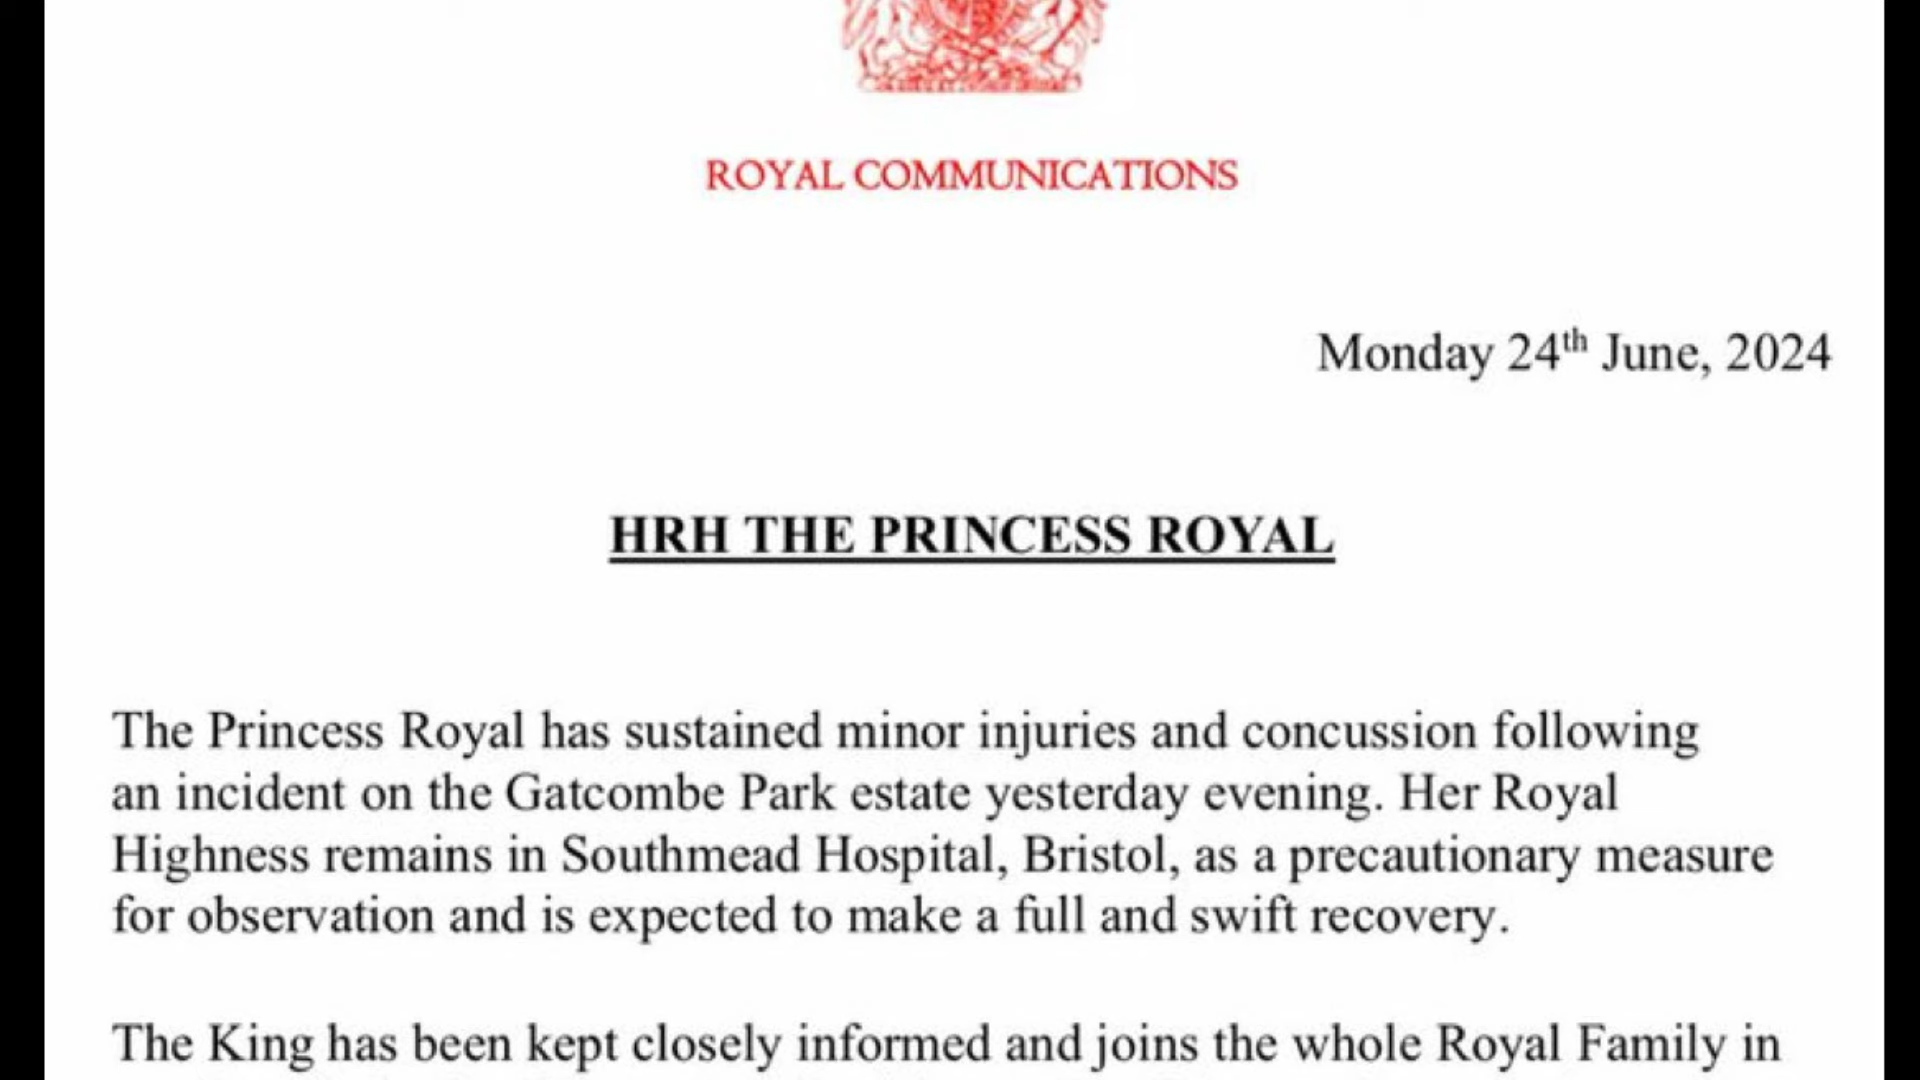 ROYAL COMMUNICATIONS
Monday 24th June, 2024
HRH THE PRINCESS ROYAL
The Princess Royal has sustained minor injuries and concussion following
an incident on the Gatcombe Park estate yesterday evening. Her Royal
Highness remains in Southmead Hospital, Bristol, as a precautionary measure
for observation and is expected to make a full and swift recovery.
The King has been kept closely informed and joins the whole Royal Family in